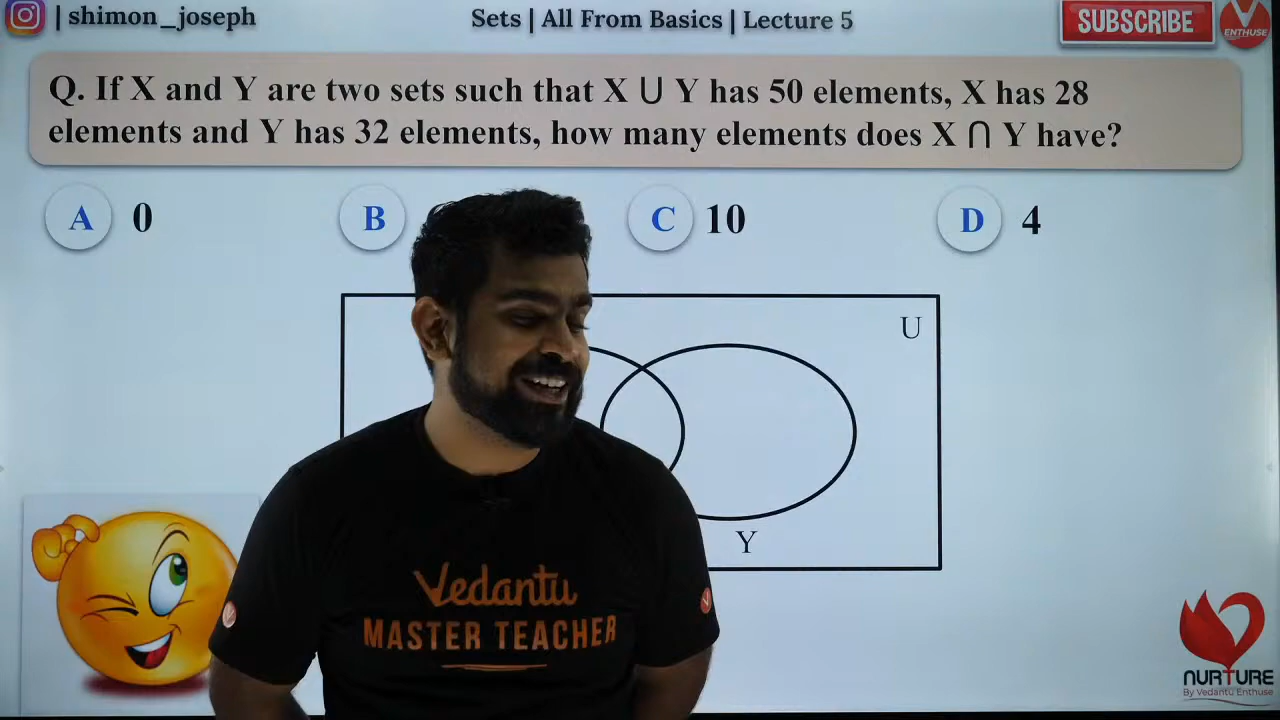 | shimon_joseph
Sets | All From Basics | Lecture 5
SUBSCRIBE
V
ENTHUSE
Q. If X and Y are two sets such that X ⋃ Y has 50 elements, X has 28
elements and Y has 32 elements, how many elements does X ⋂ Y have?
A 0
B
C 10
D 4
U
Y
Vedantu
MASTER TEACHER
V
V
NURTURE
By Vedantu Enthuse